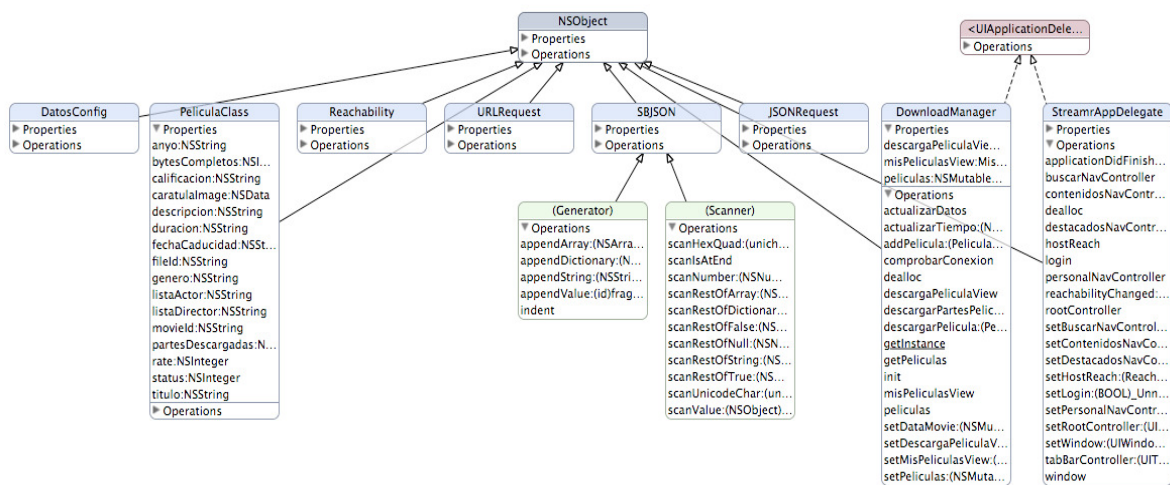 NSObject
Properties
Operations
<UIApplicationDele...
Operations
DatosConfig
Properties
Operations
PeliculaClass
Properties
anyo:NSString
bytesCompletos:NSI...
calificacion:NSString
caratulaImage:NSData
descripcion:NSString
duracion:NSString
fechaCaducidad:NSSt...
fileId:NSString
genero:NSString
listaActor:NSString
listaDirector:NSString
movieId:NSString
partesDescargadas:N...
rate:NSInteger
status:NSInteger
titulo:NSString
Operations
Reachability
Properties
Operations
URLRequest
Properties
Operations
SBJSON
Properties
Operations
JSONRequest
Properties
Operations
(Generator)
Operations
appendArray:(NSArra...
appendDictionary:(N...
appendString:(NSStri...
appendValue:(id)frag...
indent
(Scanner)
Operations
scanHexQuad:(unich...
scanIsAtEnd
scanNumber:(NSNu...
scanRestOfArray:(NS...
scanRestOfDictionar...
scanRestOfFalse:(NS...
scanRestOfNull:(NSN...
scanRestOfString:(NS...
scanRestOfTrue:(NS...
scanUnicodeChar:(un...
scanValue:(NSObject)...
DownloadManager
Properties
descargaPeliculaVie...
misPeliculasView:Mis...
peliculas:NSMutable...
Operations
actualizarDatos
actualizarTiempo:(N...
addPelicula:(Pelicula...
comprobarConexion
dealloc
descargaPeliculaView
descargarPartesPelic...
descargarPelicula:(Pe...
getInstance
getPeliculas
init
misPeliculasView
peliculas
setDataMovie:(NSMu...
setDescargaPeliculaV...
setMisPeliculasView:(...
setPeliculas:(NSMuta...
StreamrAppDelegate
Properties
Operations
applicationDidFinish...
buscarNavController
contenidosNavContr...
dealloc
destacadosNavContr...
hostReach
login
personalNavController
reachabilityChanged:...
rootController
setBuscarNavControl...
setContenidosNavCo...
setDestacadosNavCo...
setHostReach:(Reach...
setLogin:(BOOL)_Unn...
setPersonalNavContr...
setRootController:(UI...
setWindow:(UIWindo...
tabBarController:(UIT...
window